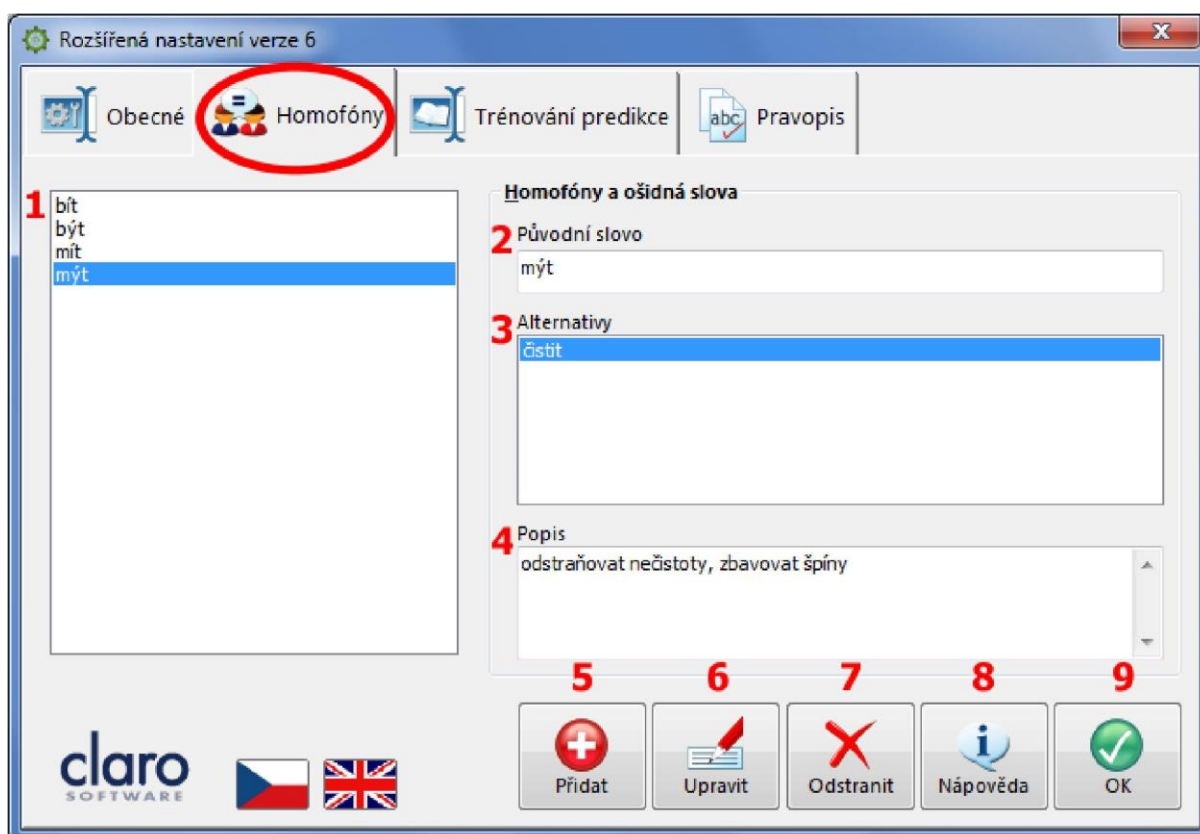 Rozšířená nastavení verze 6
x
Obecné
Homofóny
Trénování predikce
abc
Pravopis
1
bít
být
mít
mýt
Homofóny a ošidná slova
2 Původní slovo
mýt
3 Alternativy
čistit
4 Popis
odstraňovat nečistoty, zbavovat špíny
5 6 7 8 9
Přidat
Upravit
Odstranit
i
Nápověda
OK
claro
SOFTWARE